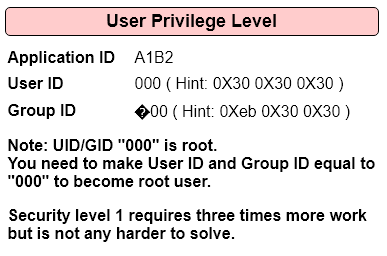 User Privilege Level
Application ID A1B2
User ID 000 ( Hint: 0X30 0X30 0X30 )
Group ID �00 ( Hint: 0Xeb 0X30 0X30 )
Note: UID/GID "000" is root.
You need to make User ID and Group ID equal to
"000" to become root user.
Security level 1 requires three times more work
but is not any harder to solve.